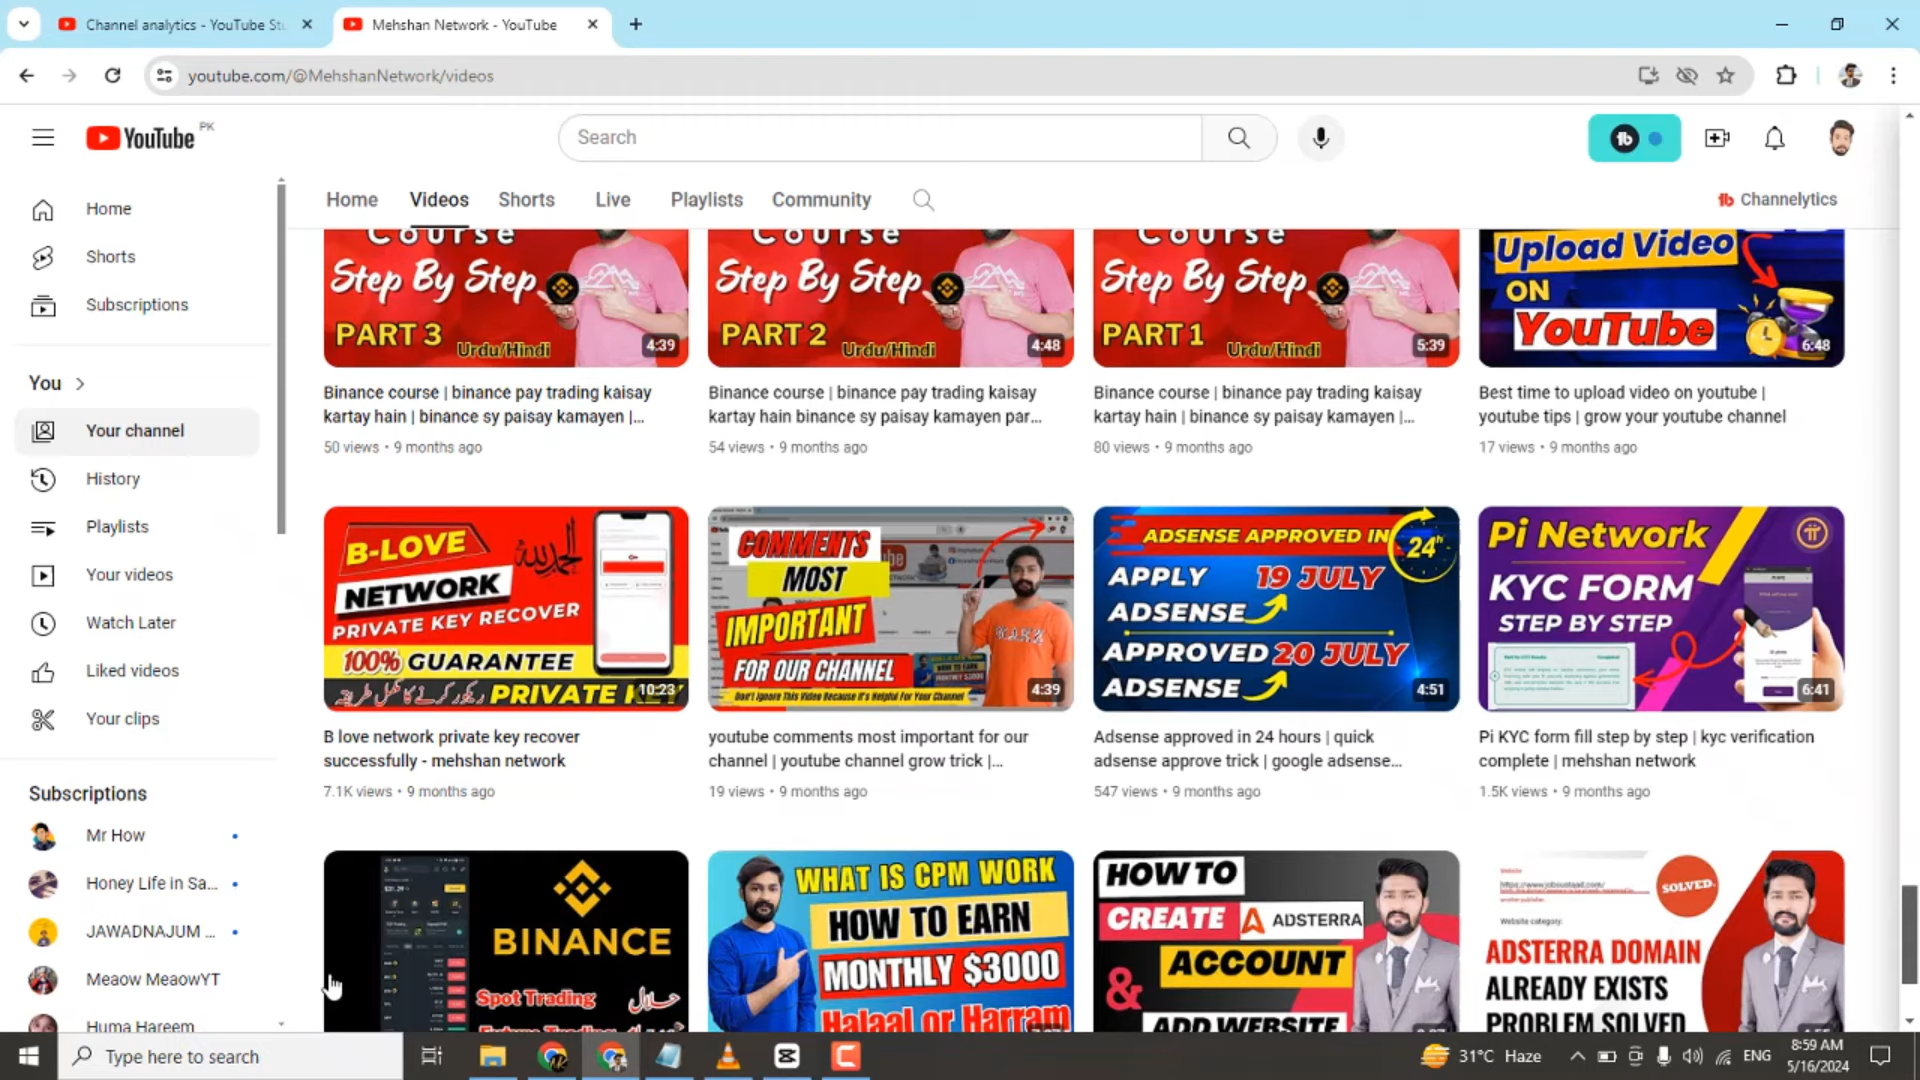 Channel analytics - YouTube St
Mehshan Network - YouTube
youtube.com/@MehshanNetwork/videos
YouTube PK
Search
Home
Videos
Shorts
Live
Playlists
Community
Channelytics
Home
Shorts
Subscriptions
You
Your channel
History
Playlists
Your videos
Watch Later
Liked videos
Your clips
Subscriptions
Mr How
Honey Life in Sa...
JAWADNAJUM ...
Meaow MeaowYT
Huma Hareem
Course
Step By Step
PART 3
Urdu/Hindi
4:39
Binance course | binance pay trading kaisay
kartay hain | binance sy paisay kamayen |...
50 views • 9 months ago
Course
Step By Step
PART 2
Urdu/Hindi
4:48
Binance course | binance pay trading kaisay
kartay hain binance sy paisay kamayen par...
54 views • 9 months ago
Course
Step By Step
PART 1
Urdu/Hindi
5:39
Binance course | binance pay trading kaisay
kartay hain | binance sy paisay kamayen |...
80 views • 9 months ago
Upload Video
ON
YouTube
6:48
Best time to upload video on youtube |
youtube tips | grow your youtube channel
17 views • 9 months ago
B-LOVE
NETWORK
PRIVATE KEY RECOVER
100% GUARANTEE
PRIVATE KEY
10:23
B love network private key recover
successfully - mehshan network
7.1K views • 9 months ago
COMMENTS
MOST
IMPORTANT
FOR OUR CHANNEL
Don't Ignore This Video Because It's Helpful For Your Channel
4:39
youtube comments most important for our
channel | youtube channel grow trick |...
19 views • 9 months ago
ADSENSE APPROVED IN
24h
APPLY 19 JULY
ADSENSE
APPROVED 20 JULY
ADSENSE
4:51
Adsense approved in 24 hours | quick
adsense approve trick | google adsense...
547 views • 9 months ago
Pi Network
KYC FORM
STEP BY STEP
6:41
Pi KYC form fill step by step | kyc verification
complete | mehshan network
1.5K views • 9 months ago
BINANCE
Spot Trading حلال
Future Trading
WHAT IS CPM WORK
HOW TO EARN
MONTHLY $3000
Halaal or Harram
HOW TO
CREATE ADSTERRA
ACCOUNT
&
ADD WEBSITE
SOLVED.
Website category:
ADSTERRA DOMAIN
ALREADY EXISTS
PROBLEM SOLVED
Type here to search
31°C Haze
ENG
8:59 AM
5/16/2024